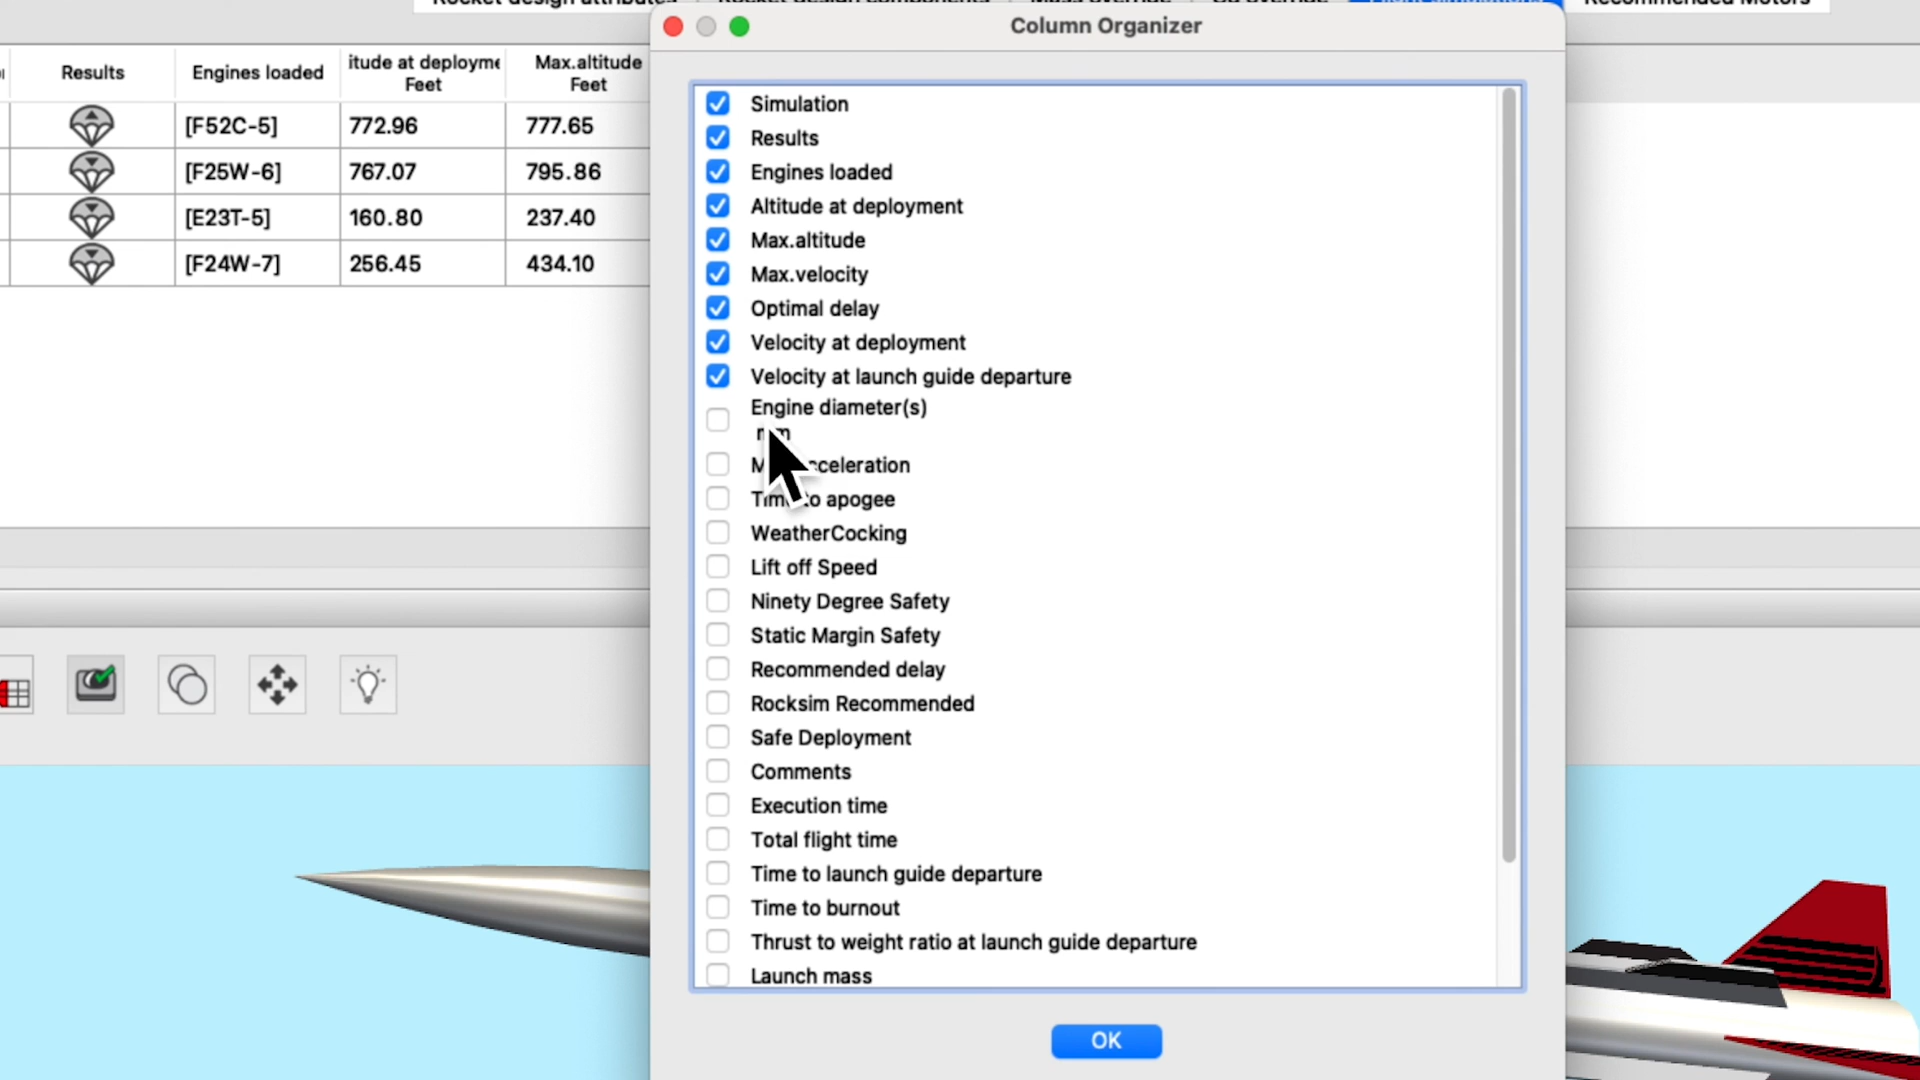 Column Organizer
Results
Engines loaded
Max.altitude
Feet
Feet
[F52C-5] 772.96 777.65
[F25W-6] 767.07 795.86
[E23T-5] 160.80 237.40
[F24W-7] 256.45 434.10
Simulation
Results
Engines loaded
Altitude at deployment
Max.altitude
Max.velocity
Optimal delay
Velocity at deployment
Velocity at launch guide departure
Engine diameter(s)
WeatherCocking
apogee
Lift off Speed
Ninety Degree Safety
Static Margin Safety
Recommended delay
Rocksim Recommended
Safe Deployment
Comments
Execution time
Total flight time
Time to launch guide departure
Time to burnout
Thrust to weight ratio at launch guide departure
Launch mass
OK